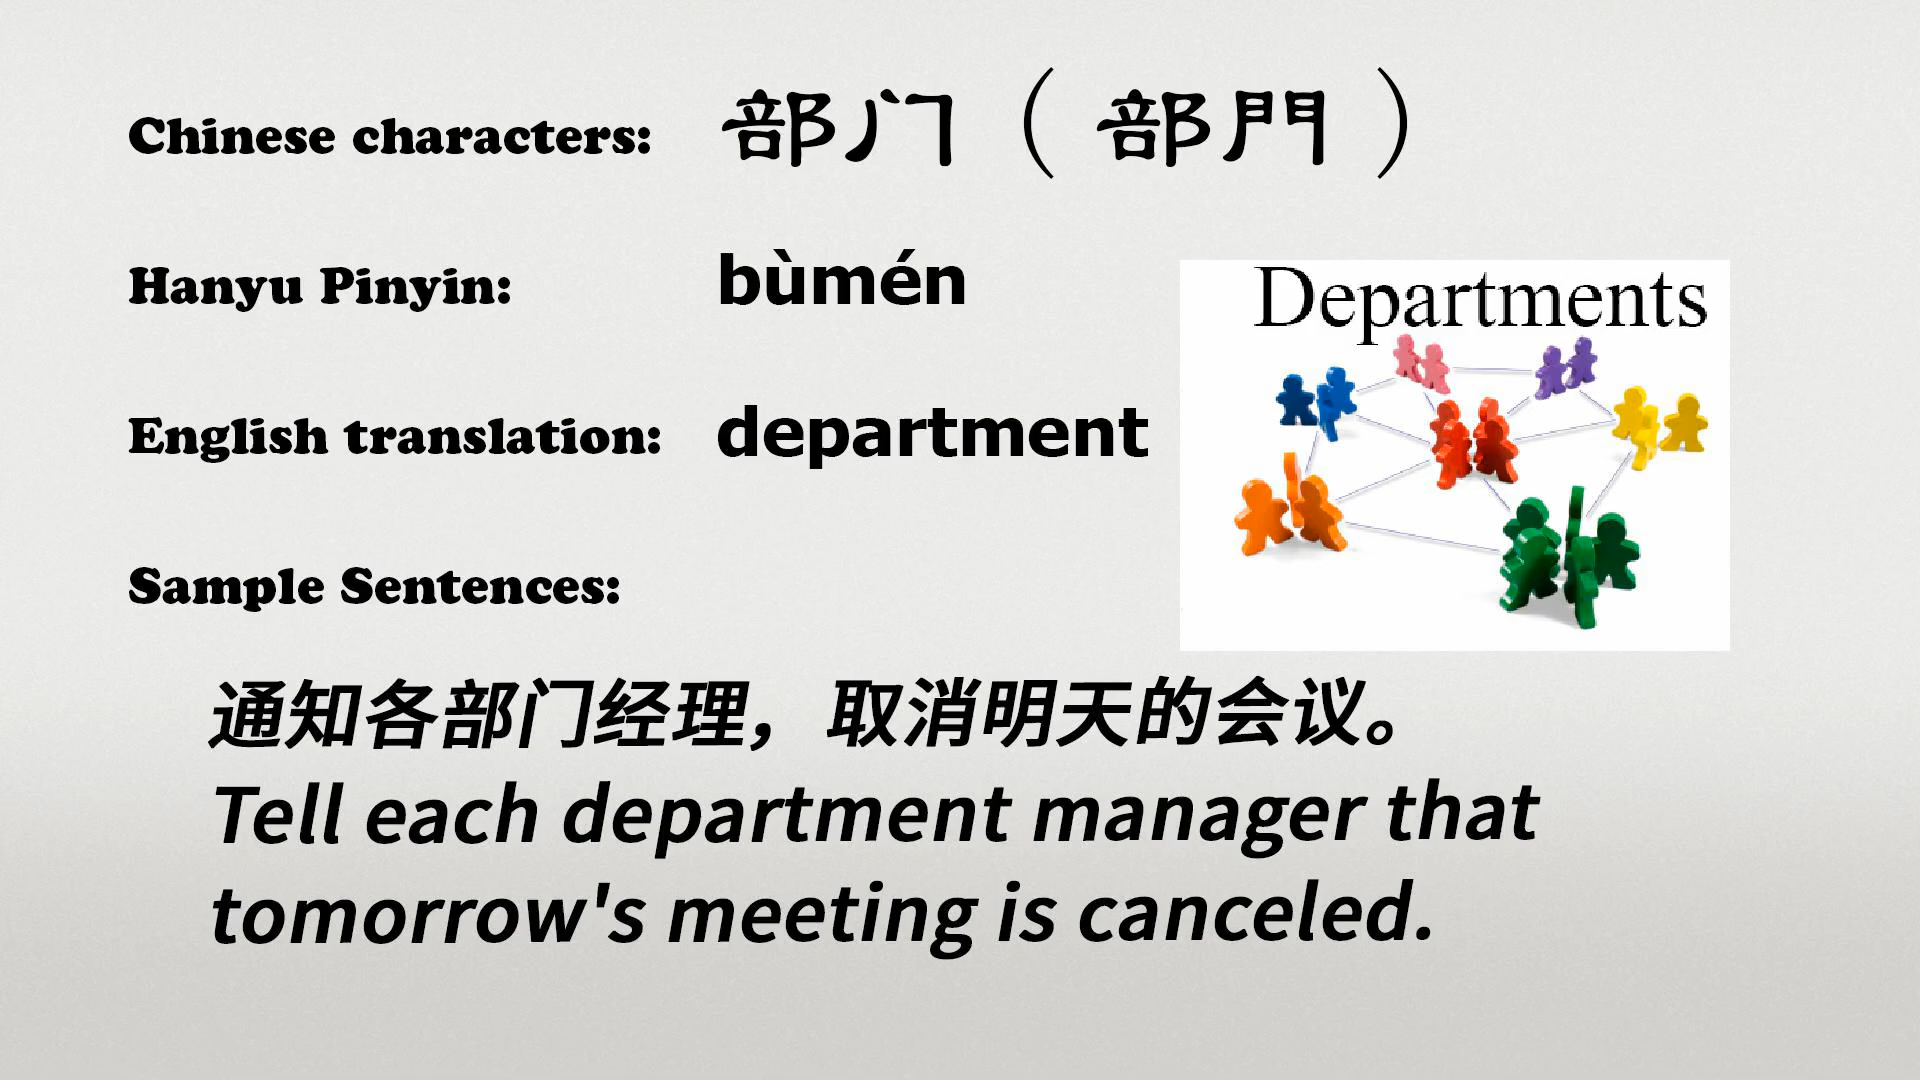 Chinese characters: 部门（部門）
Hanyu Pinyin: bùmén
English translation: department
Departments
Sample Sentences:
通知各部门经理，取消明天的会议。
Tell each department manager that
tomorrow's meeting is canceled.